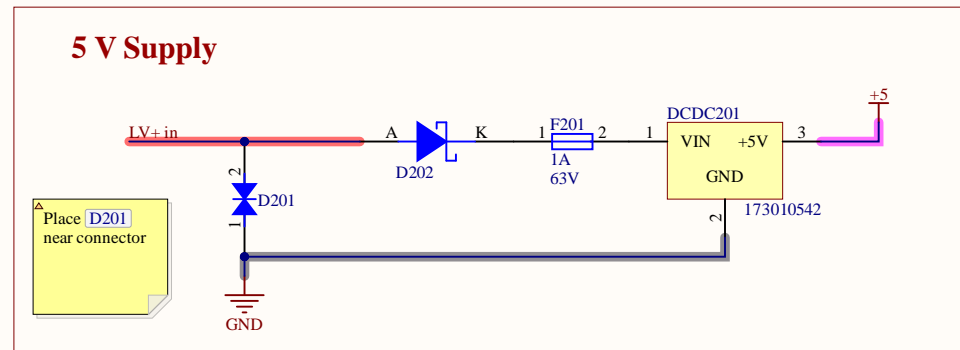 5 V Supply
+5
DCDC201
LV+ in
A
K
1
F201
2
1
VIN
+5V
3
D202
1A
63V
GND
2
D201
1
2
173010542
Place D201
near connector
GND